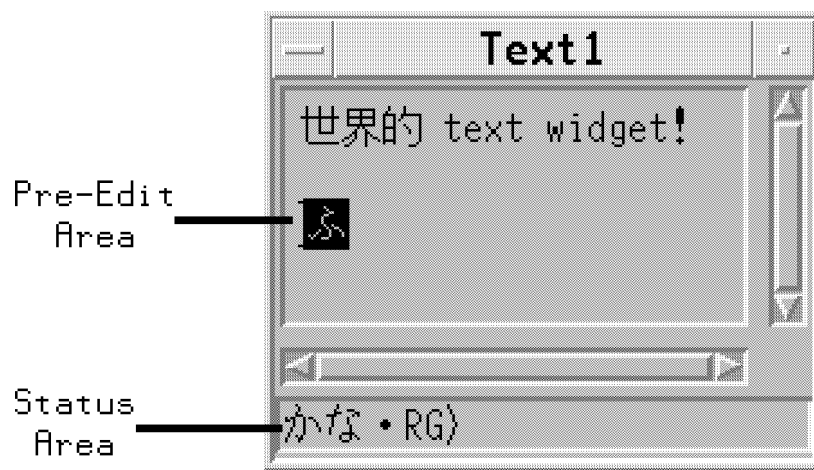 Text1
世界的 text widget!
Pre-Edit
Area
ふ
Status
Area
かな・RG〉